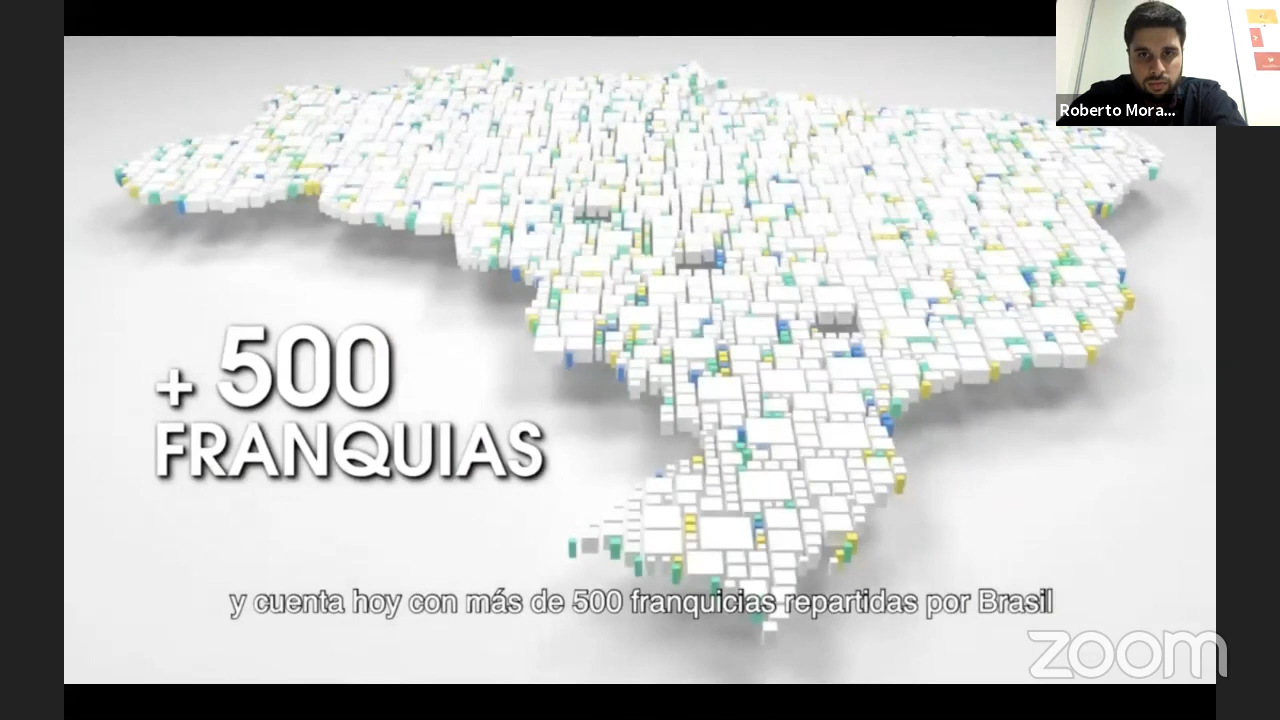 Roberto Mora...
+ 500
FRANQUIAS
y cuenta hoy con más de 500 franquicias repartidas por Brasil
zoom